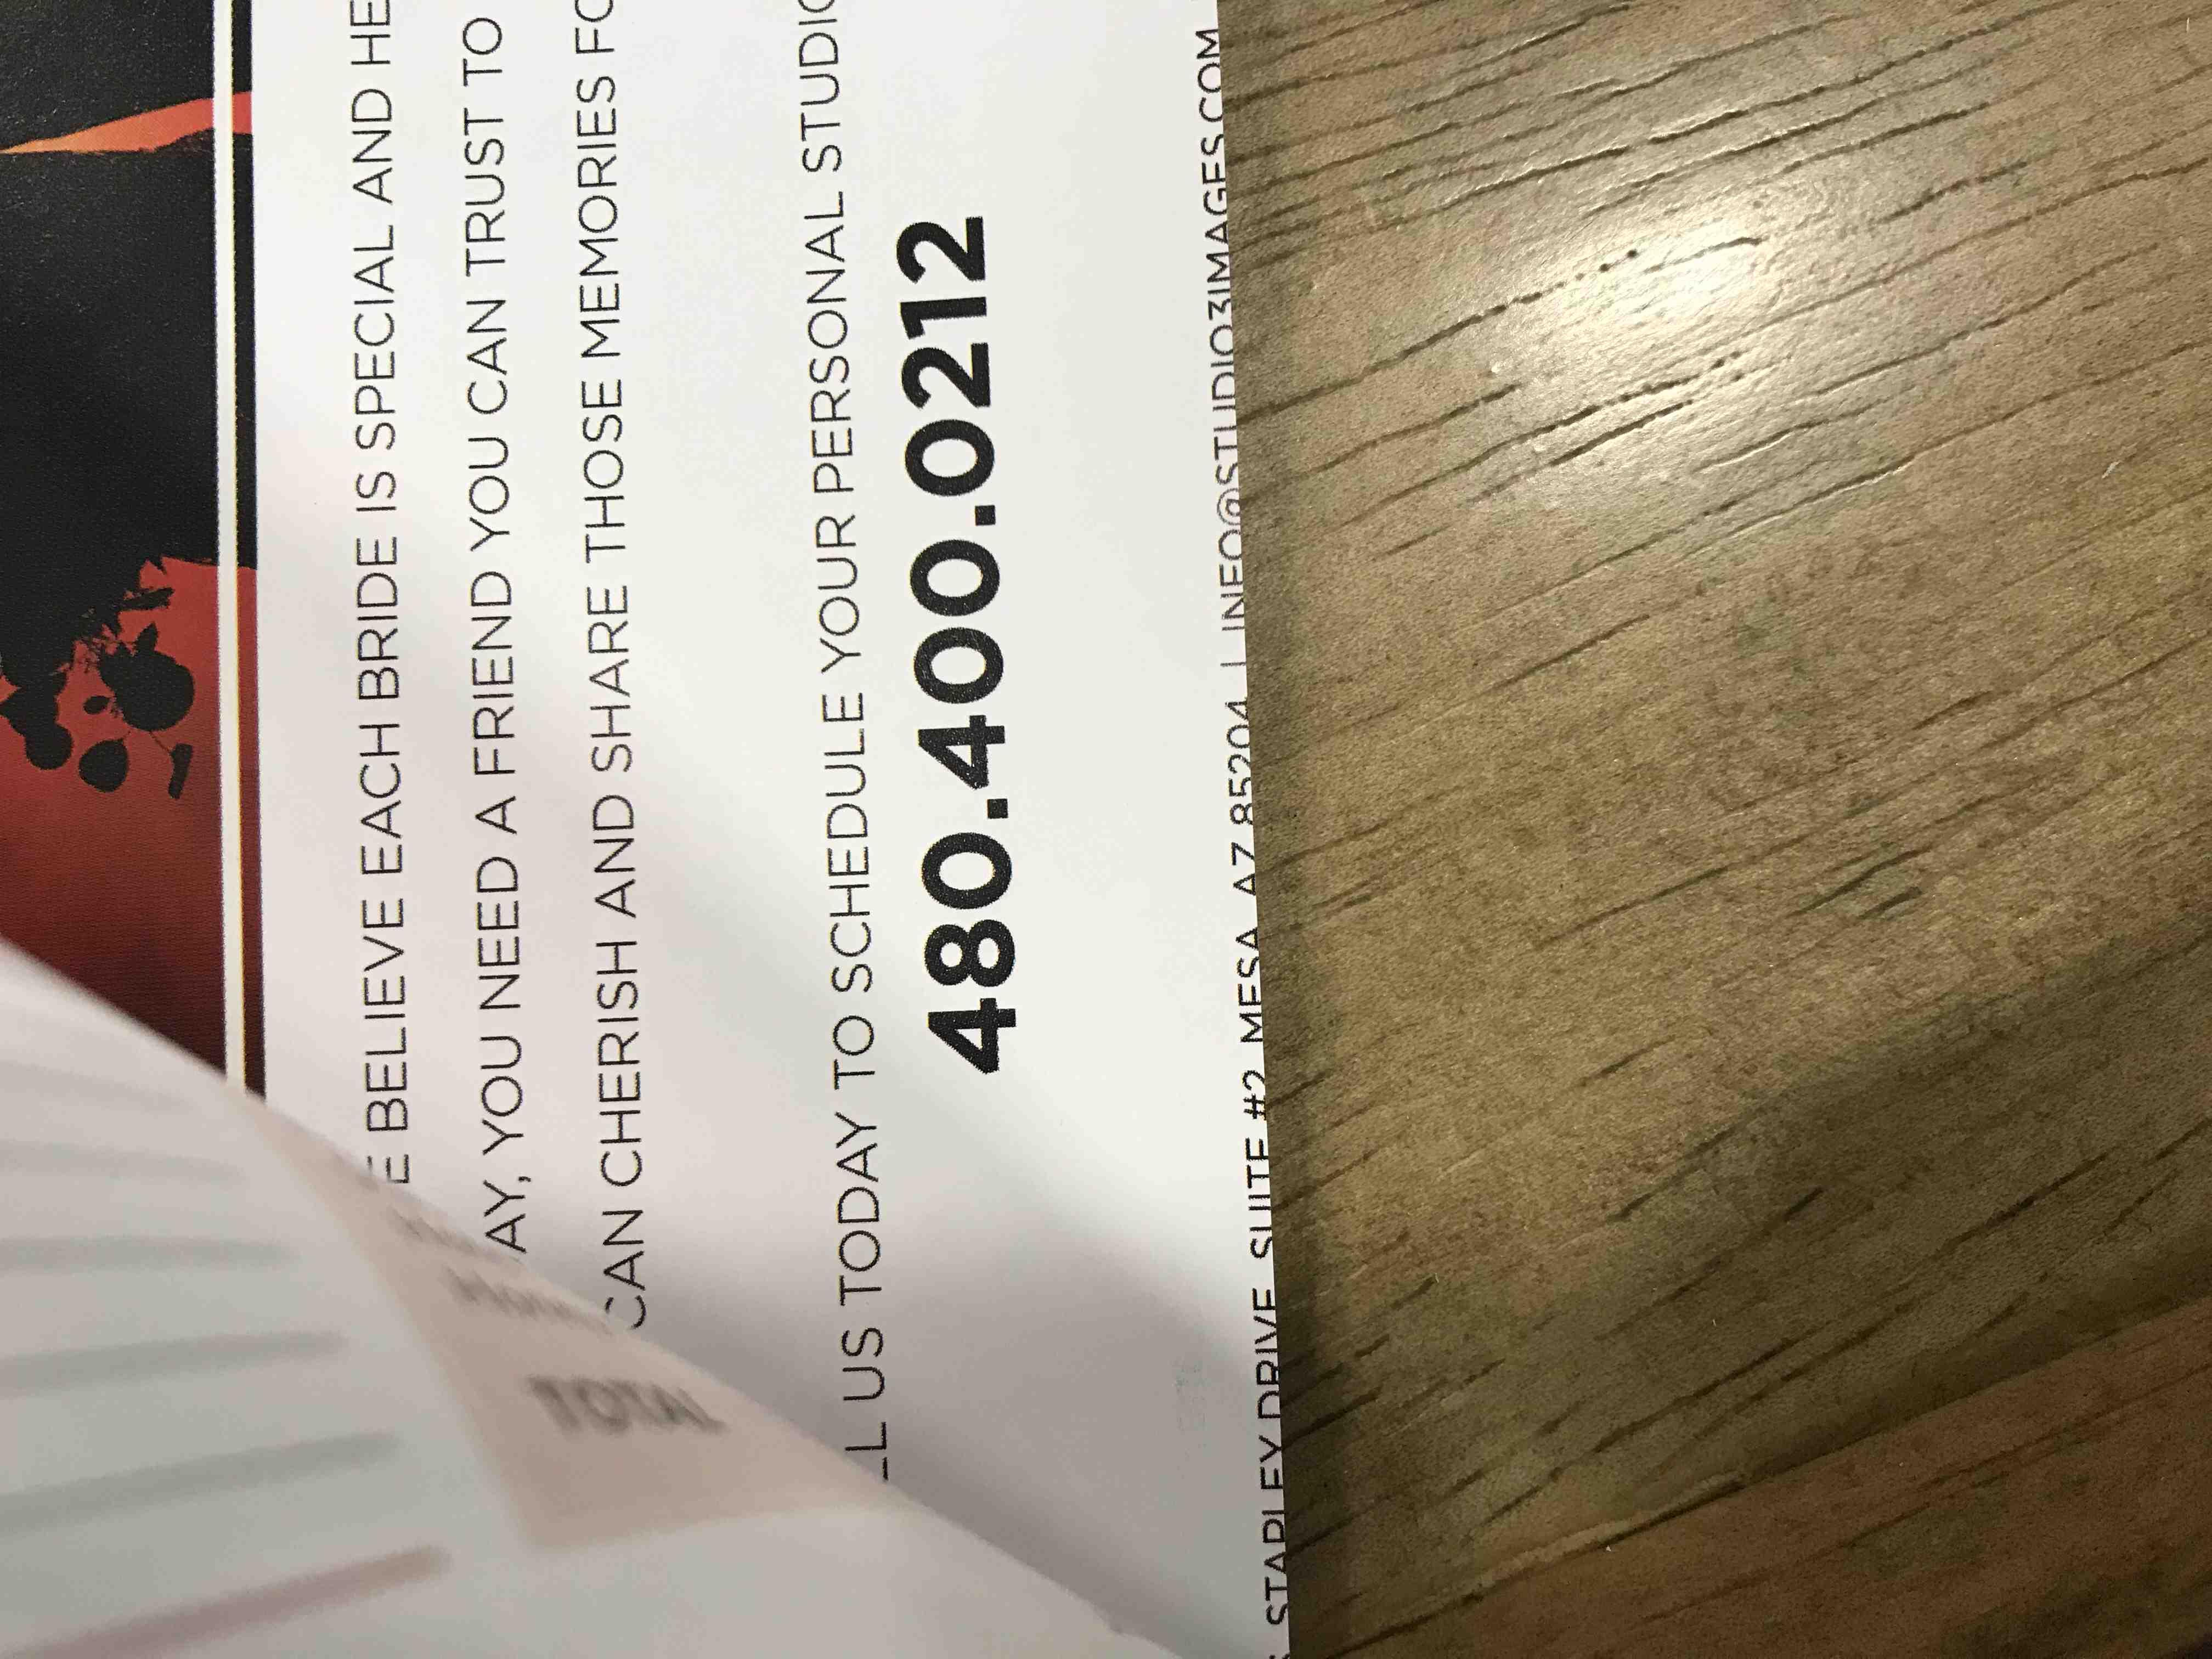 BELIEVE EACH BRIDE IS SPECIAL AND HE
AY, YOU NEED A FRIEND YOU CAN TRUST TO
CAN CHERISH AND SHARE THOSE MEMORIES FO
LL US TODAY TO SCHEDULE YOUR PERSONAL STUDIO
480.400.0212
STAPLEY DRIVE SUITE #2 MESA AZ 85204 | INFO@STUDIO3IMAGES.COM
TOTAL